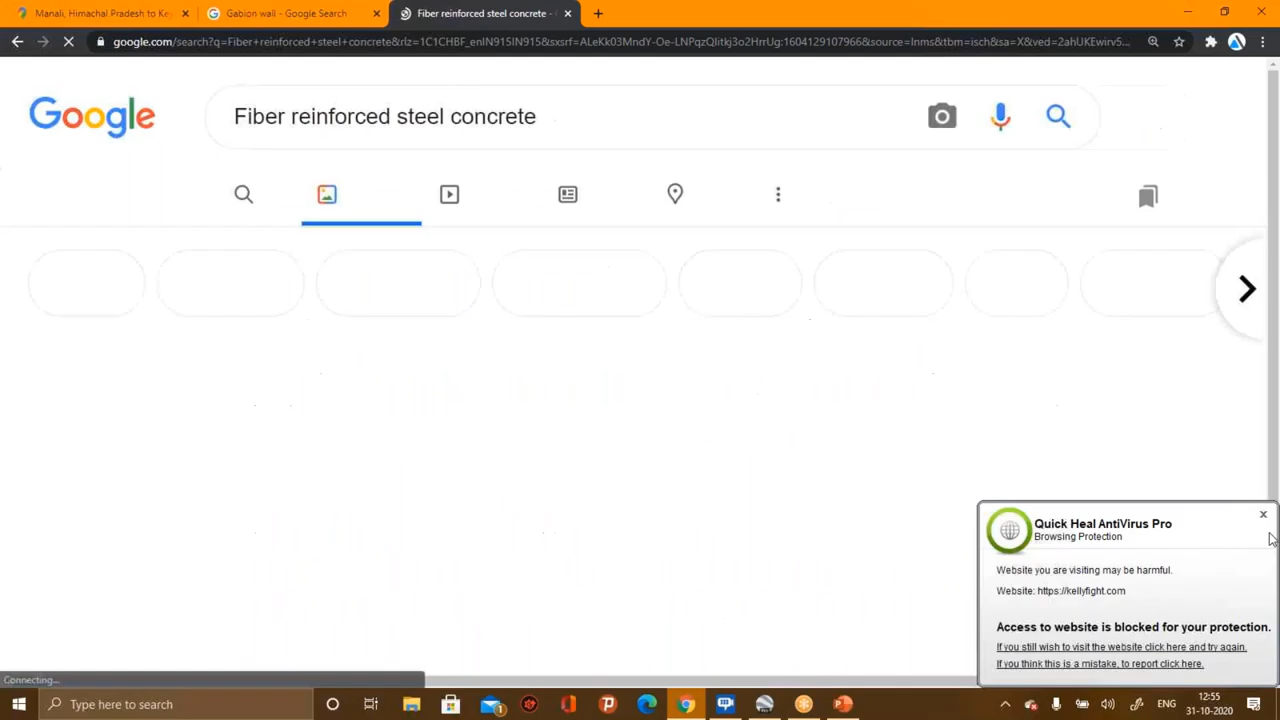 Manali, Himachal Pradesh to Ke
Gabion wall - Google Search
Fiber reinforced steel concrete -
google.com/search?q=Fiber+reinforced+steel+concrete&rlz=1C1CHBF_enIN915IN915&sxsrf=ALeKk03MndY-Oe-LNPqzQIitkj3o2HrrUg:1604129107966&source=lnms&tbm=isch&sa=X&ved=2ahUKEwirv5...
Google
Fiber reinforced steel concrete
Quick Heal AntiVirus Pro
Browsing Protection
Website you are visiting may be harmful.
Website: https://kellyfight.com
Access to website is blocked for your protection.
If you still wish to visit the website click here and try again.
If you think this is a mistake, to report click here.
Connecting...
Type here to search
1
ENG
12:55
31-10-2020